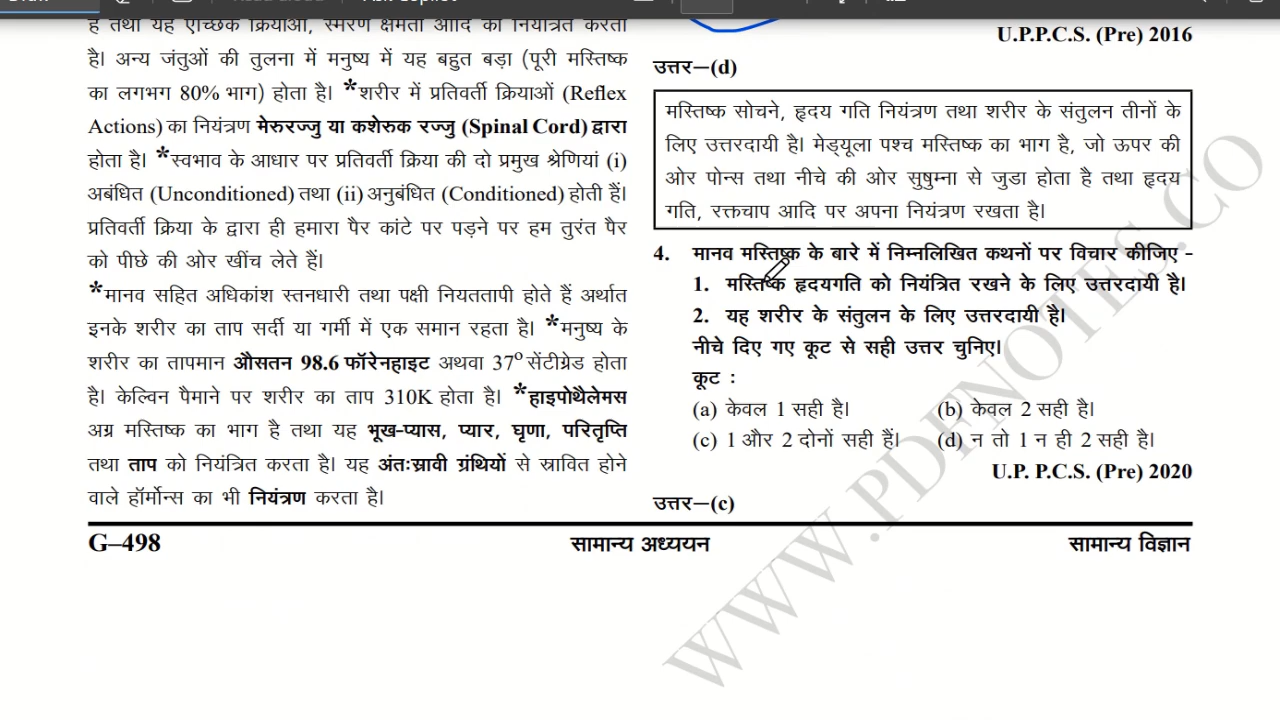 है तथा यह ऐच्छिक क्रियाओं, स्मरण क्षमता आदि को नियंत्रित करता
है। अन्य जंतुओं की तुलना में मनुष्य में यह बहुत बड़ा (पूरी मस्तिष्क
का लगभग 80% भाग) होता है। *शरीर में प्रतिवर्ती क्रियाओं (Reflex
Actions) का नियंत्रण मेरुरज्जु या कशेरुक रज्जु (Spinal Cord) द्वारा
होता है। *स्वभाव के आधार पर प्रतिवर्ती क्रिया की दो प्रमुख श्रेणियां (i)
अबंधित (Unconditioned) तथा (ii) अनुबंधित (Conditioned) होती हैं।
प्रतिवर्ती क्रिया के द्वारा ही हमारा पैर कांटे पर पड़ने पर हम तुरंत पैर
को पीछे की ओर खींच लेते हैं।
*मानव सहित अधिकांश स्तनधारी तथा पक्षी नियततापी होते हैं अर्थात
इनके शरीर का ताप सर्दी या गर्मी में एक समान रहता है। *मनुष्य के
शरीर का तापमान औसतन 98.6 फॉरेनहाइट अथवा 37° सेंटीग्रेड होता
है। केल्विन पैमाने पर शरीर का ताप 310K होता है। *हाइपोथैलेमस
अग्र मस्तिष्क का भाग है तथा यह भूख-प्यास, प्यार, घृणा, परितृप्ति
तथा ताप को नियंत्रित करता है। यह अंतःस्रावी ग्रंथियों से स्रावित होने
वाले हॉर्मोन्स का भी नियंत्रण करता है।
U.P.P.C.S. (Pre) 2016
उत्तर–(d)
मस्तिष्क सोचने, हृदय गति नियंत्रण तथा शरीर के संतुलन तीनों के
लिए उत्तरदायी है। मेड्यूला पश्च मस्तिष्क का भाग है, जो ऊपर की
ओर पोन्स तथा नीचे की ओर सुषुम्ना से जुडा होता है तथा हृदय
गति, रक्तचाप आदि पर अपना नियंत्रण रखता है।
4. मानव मस्तिष्क के बारे में निम्नलिखित कथनों पर विचार कीजिए -
1. मस्तिष्क हृदयगति को नियंत्रित रखने के लिए उत्तरदायी है।
2. यह शरीर के संतुलन के लिए उत्तरदायी है।
नीचे दिए गए कूट से सही उत्तर चुनिए।
कूट :
(a) केवल 1 सही है। (b) केवल 2 सही है।
(c) 1 और 2 दोनों सही हैं। (d) न तो 1 न ही 2 सही है।
U.P. P.C.S. (Pre) 2020
उत्तर–(c)
G–498 सामान्य अध्ययन सामान्य विज्ञान
WWW.PDFNOTES.CO